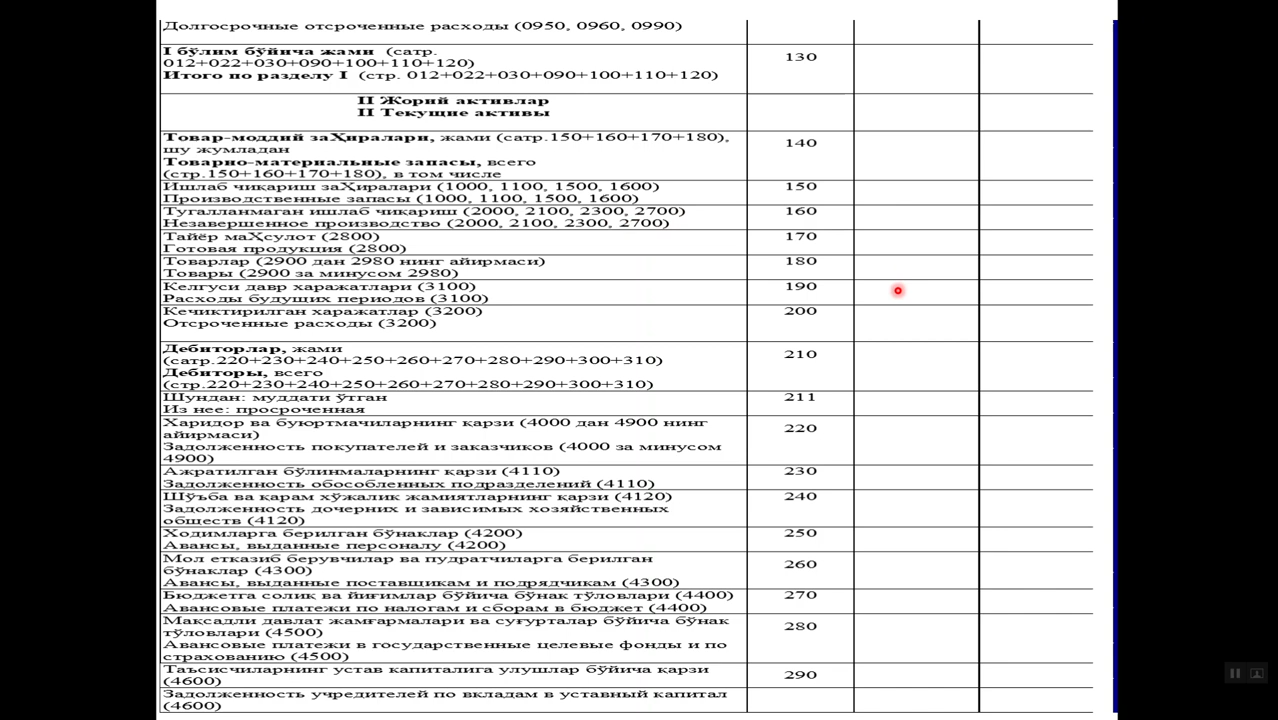 Долгосрочные отсроченные расходы (0950, 0960, 0990)
I бўлим бўйича жами (сатр.
012+022+030+090+100+110+120)
130
Итого по разделу I (стр. 012+022+030+090+100+110+120)
II Жорий активлар
II Текущие активы
Товар-моддий заҲиралари, жами (сатр.150+160+170+180),
140
шу жумладан
Товарно-материальные запасы, всего
(стр.150+160+170+180), в том числе
Ишлаб чиқариш заҲиралари (1000, 1100, 1500, 1600)
150
Производственные запасы (1000, 1100, 1500, 1600)
Тугалланмаган ишлаб чиқариш (2000, 2100, 2300, 2700)
160
Незавершенное производство (2000, 2100, 2300, 2700)
Тайёр маҲсулот (2800)
170
Готовая продукция (2800)
Товарлар (2900 дан 2980 нинг айирмаси)
180
Товары (2900 за минусом 2980)
Келгуси давр харажатлари (3100)
190
Расходы будущих периодов (3100)
Кечиктирилган харажатлар (3200)
200
Отсроченные расходы (3200)
Дебиторлар, жами
210
(сатр.220+230+240+250+260+270+280+290+300+310)
Дебиторы, всего
(стр.220+230+240+250+260+270+280+290+300+310)
Шундан: муддати ўтган
211
Из нее: просроченная
Харидор ва буюртмачиларнинг қарзи (4000 дан 4900 нинг
220
айирмаси)
Задолженность покупателей и заказчиков (4000 за минусом
4900)
Ажратилган бўлинмаларнинг қарзи (4110)
230
Задолженность обособленных подразделений (4110)
Шўъба ва қарам хўжалик жамиятларнинг қарзи (4120)
240
Задолженность дочерних и зависимых хозяйственных
обществ (4120)
Ходимларга берилган бўнаклар (4200)
250
Авансы, выданные персоналу (4200)
Мол етказиб берувчилар ва пудратчиларга берилган
260
бўнаклар (4300)
Авансы, выданные поставщикам и подрядчикам (4300)
Бюджетга солиқ ва йиғимлар бўйича бўнак тўловлари (4400)
270
Авансовые платежи по налогам и сборам в бюджет (4400)
Мақсадли давлат жамғармалари ва суғурталар бўйича бўнак
280
тўловлари (4500)
Авансовые платежи в государственные целевые фонды и по
страхованию (4500)
Таъсисчиларнинг устав капиталига улушлар бўйича қарзи
290
(4600)
Задолженность учредителей по вкладам в уставный капитал
(4600)